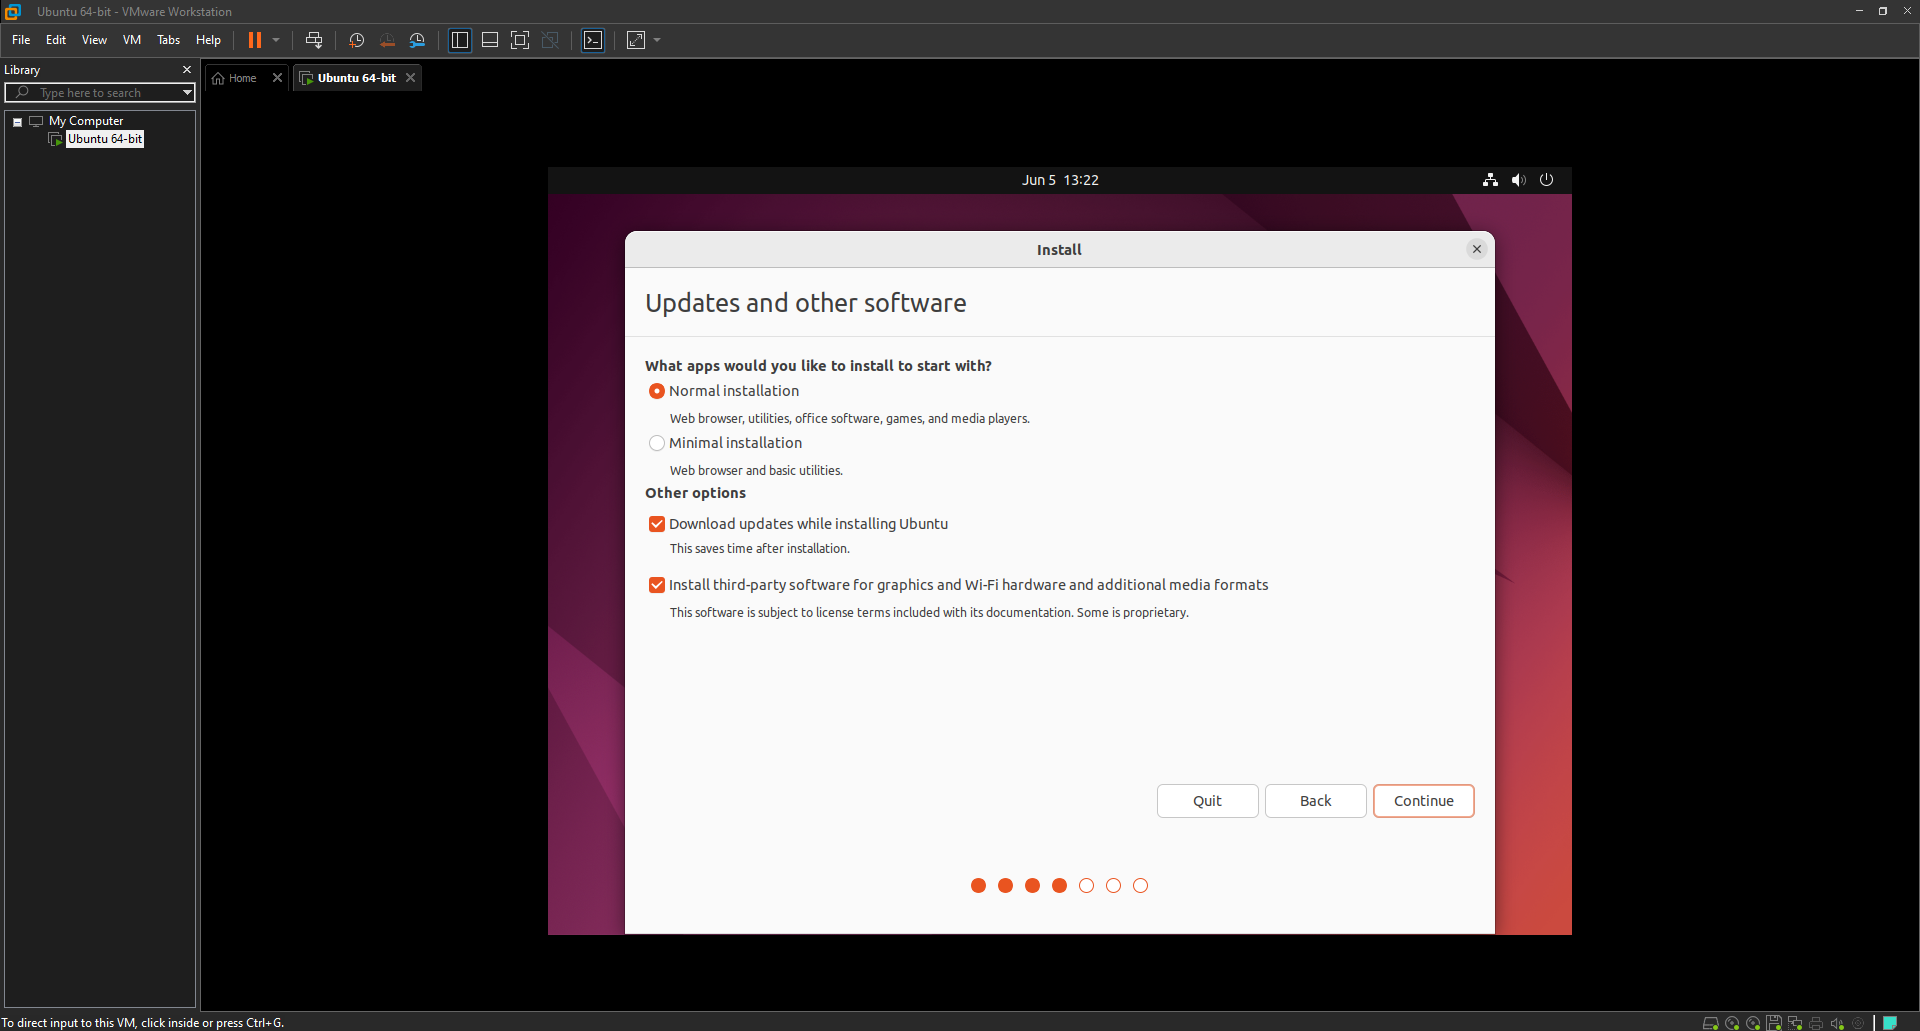 Ubuntu 64-bit - VMware Workstation
File Edit View VM Tabs Help
Library
Type here to search
My Computer
Ubuntu 64-bit
Home
Ubuntu 64-bit
Jun 5 13:22
Install
Updates and other software
What apps would you like to install to start with?
Normal installation
Web browser, utilities, office software, games, and media players.
Minimal installation
Web browser and basic utilities.
Other options
Download updates while installing Ubuntu
This saves time after installation.
Install third-party software for graphics and Wi-Fi hardware and additional media formats
This software is subject to license terms included with its documentation. Some is proprietary.
Quit Back Continue
To direct input to this VM, click inside or press Ctrl+G.